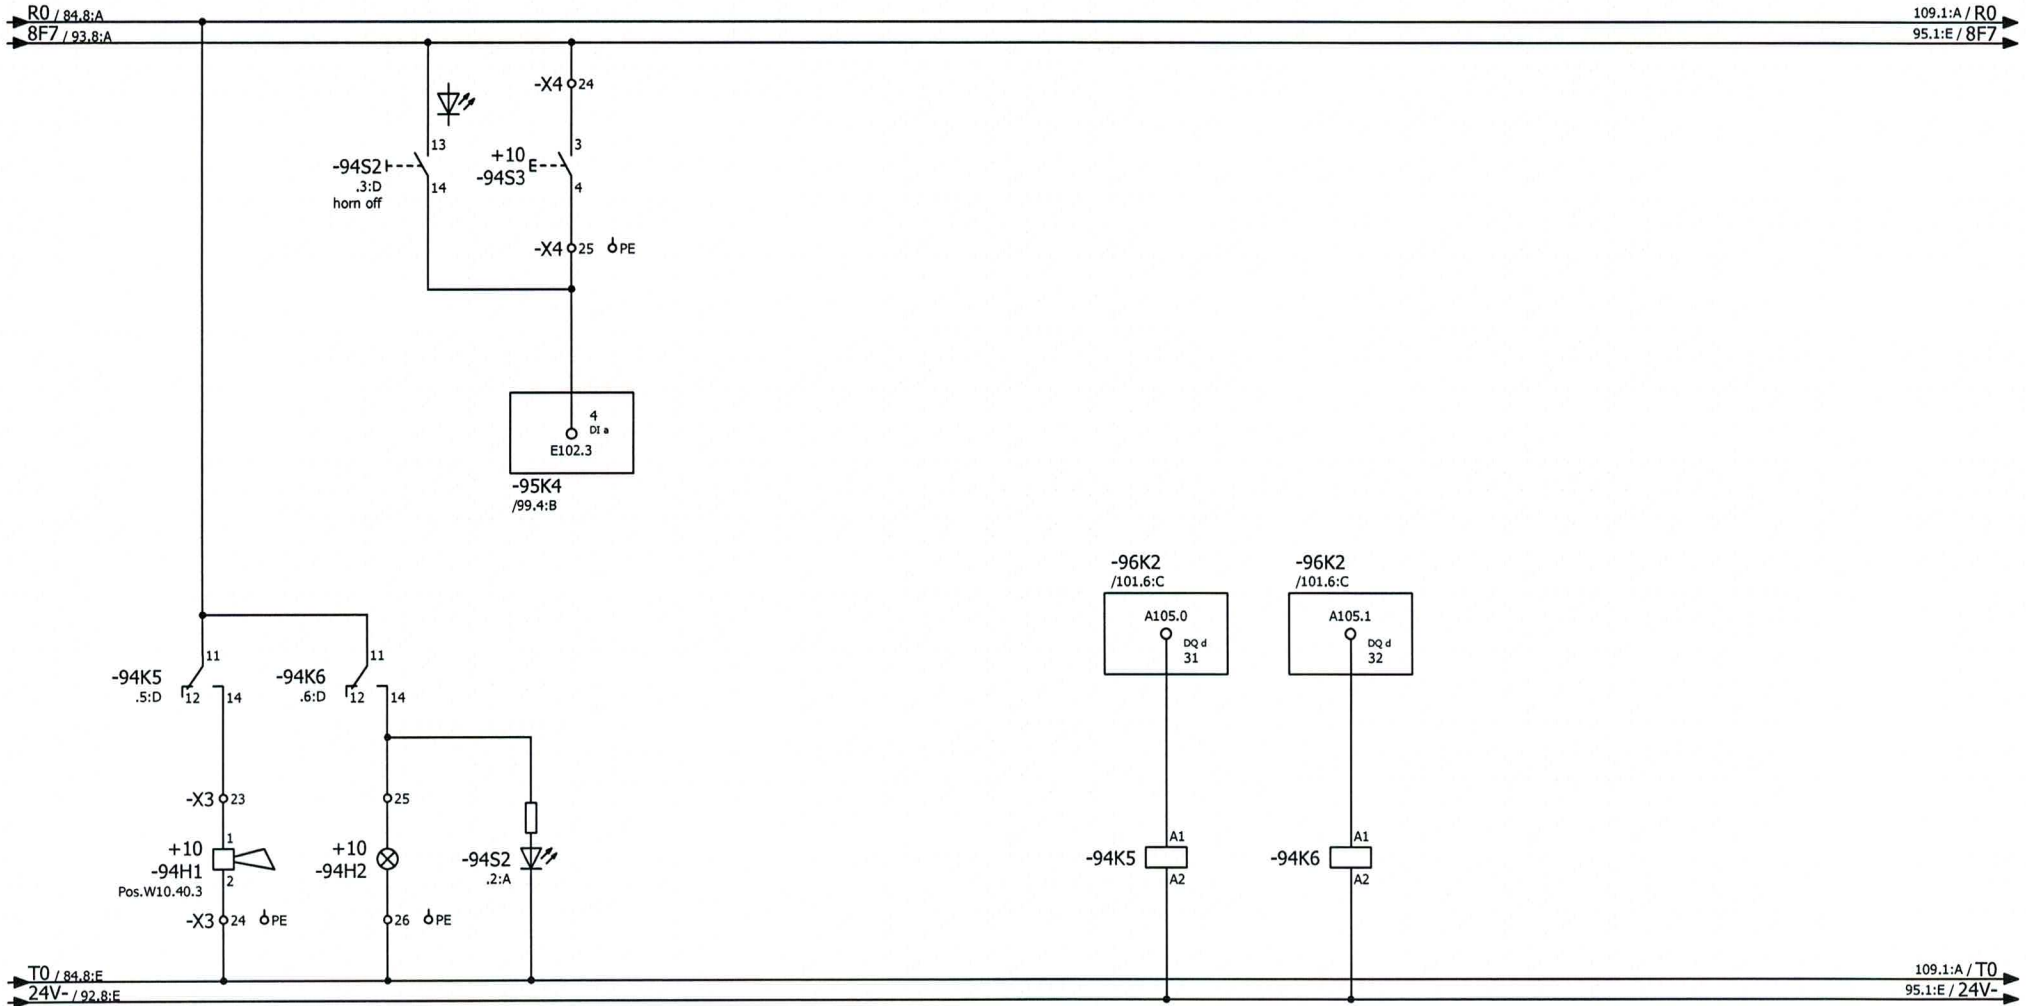 R0 / 84.8:A
109.1:A / R0
8F7 / 93.8:A
95.1:E / 8F7
-X4 24
13
3
-94S2
+10
-94S3
.3:D
14
4
horn off
-X4 25 PE
4
DI a
E102.3
-95K4
/99.4:B
-96K2
/101.6:C
-96K2
/101.6:C
A105.0
DQ d
31
A105.1
DQ d
32
11
11
-94K5
.5:D
12
14
-94K6
.6:D
12
14
-X3 23
25
1
+10
-94H1
2
Pos.W10.40.3
+10
-94H2
-94S2
.2:A
A1
-94K5
A2
A1
-94K6
A2
-X3 24 PE
26 PE
T0 / 84.8:E
109.1:A / T0
24V- / 92.8:E
95.1:E / 24V-